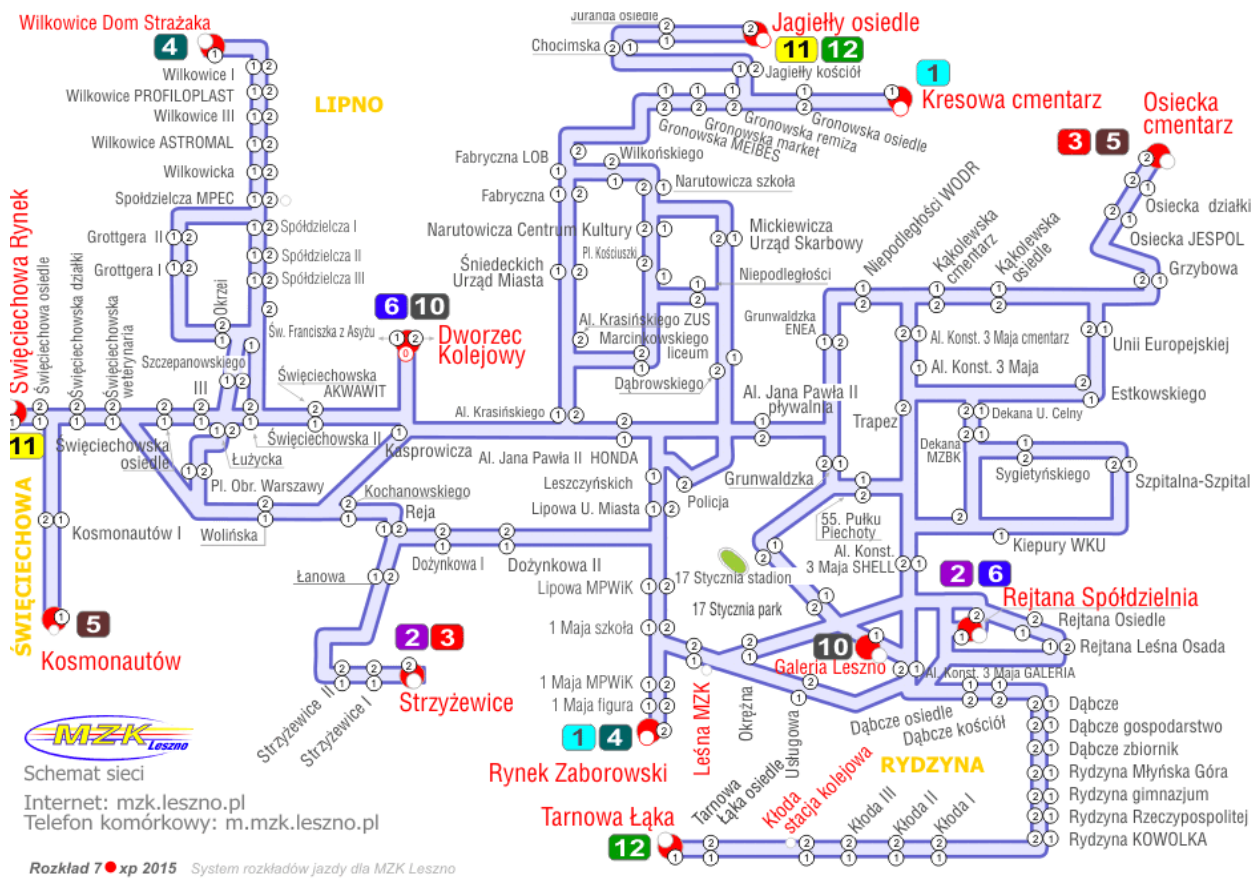 Wilkowice Dom Strażaka
4
Wilkowice I
Wilkowice PROFILOPLAST
Wilkowice III
Wilkowice ASTROMAL
Wilkowicka
Spółdzielcza MPEC
LIPNO
Juranda osiedle
Chocimska
Jagiełły osiedle
11 12
Jagiełły kościół
1
Kresowa cmentarz
Gronowska osiedle
Gronowska remiza
Gronowska market
Gronowska MEIBES
Osiecka
cmentarz
3 5
Osiecka działki
Osiecka JESPOL
Grzybowa
Fabryczna LOB
Wilkońskiego
Fabryczna
Narutowicza szkoła
Narutowicza Centrum Kultury
Pl. Kościuszki
Mickiewicza
Urząd Skarbowy
Śniedeckich
Urząd Miasta
Niepodległości
Niepodległości WODR
Kąkolewska
cmentarz
Kąkolewska
osiedle
Święciechowa Rynek
11
Święciechowa osiedle
Święciechowa działki
Święciechowa
weterynaria
Grottgera II
Grottgera I
Okrzei
Spółdzielcza I
Spółdzielcza II
Spółdzielcza III
6 10
Św. Franciszka z Asyżu
Dworzec
Kolejowy
0
Szczepanowskiego
III
Święciechowska
AKWAWIT
Al. Krasińskiego ZUS
Marcinkowskiego
liceum
Dąbrowskiego
Grunwaldzka
ENEA
Al. Konst. 3 Maja cmentarz
Al. Konst. 3 Maja
Unii Europejskiej
Estkowskiego
Al. Krasińskiego
Al. Jana Pawła II
pływalnia
Trapez
Dekana U. Celny
Dekana
MZBK
Święciechowska
osiedle
Łużycka
Święciechowska II
Kasprowicza
Al. Jana Pawła II HONDA
Leszczyńskich
Policja
Grunwaldzka
Sygietyńskiego
Szpitalna-Szpital
Pl. Obr. Warszawy
Kochanowskiego
Reja
Wolińska
Lipowa U. Miasta
55. Pułku
Piechoty
Kiepury WKU
ŚWIĘCIECHOWA
Kosmonautów I
Kosmonautów
5
Łanowa
Dożynkowa I
Dożynkowa II
Al. Konst.
3 Maja SHELL
17 Stycznia stadion
17 Stycznia park
Lipowa MPWiK
1 Maja szkoła
1 Maja MPWiK
1 Maja figura
2 6
Rejtana Spółdzielnia
Rejtana Osiedle
Rejtana Leśna Osada
10
Galeria Leszno
Al. Konst. 3 Maja GALERIA
2 3
Strzyżewice
Strzyżewice II
Strzyżewice I
1 4
Rynek Zaborowski
Leśna MZK
Okrężna
Usługowa
Dąbcze osiedle
Dąbcze kościół
Dąbcze
Dąbcze gospodarstwo
Dąbcze zbiornik
Rydzyna Młyńska Góra
Rydzyna gimnazjum
Rydzyna Rzeczypospolitej
Rydzyna KOWOLKA
RYDZYNA
Tarnowa Łąka
12
Tarnowa
Łąka osiedle
Kłoda
stacja kolejowa
Kłoda III
Kłoda II
Kłoda I
MZK Leszno
Schemat sieci
Internet: mzk.leszno.pl
Telefon komórkowy: m.mzk.leszno.pl
Rozkład 7 xp 2015 System rozkładów jazdy dla MZK Leszno